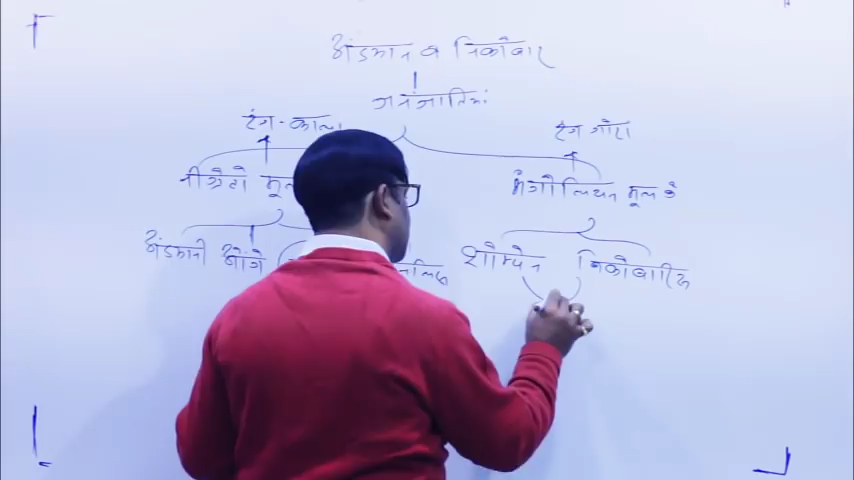 अंडमान व निकोबार
जनजातियां
रंग - काला
रंग गोरा
नीग्रेटो मूल
मंगोलियन मूल के
अंडमानी ओंगे
शोम्पेन निकोबारिज